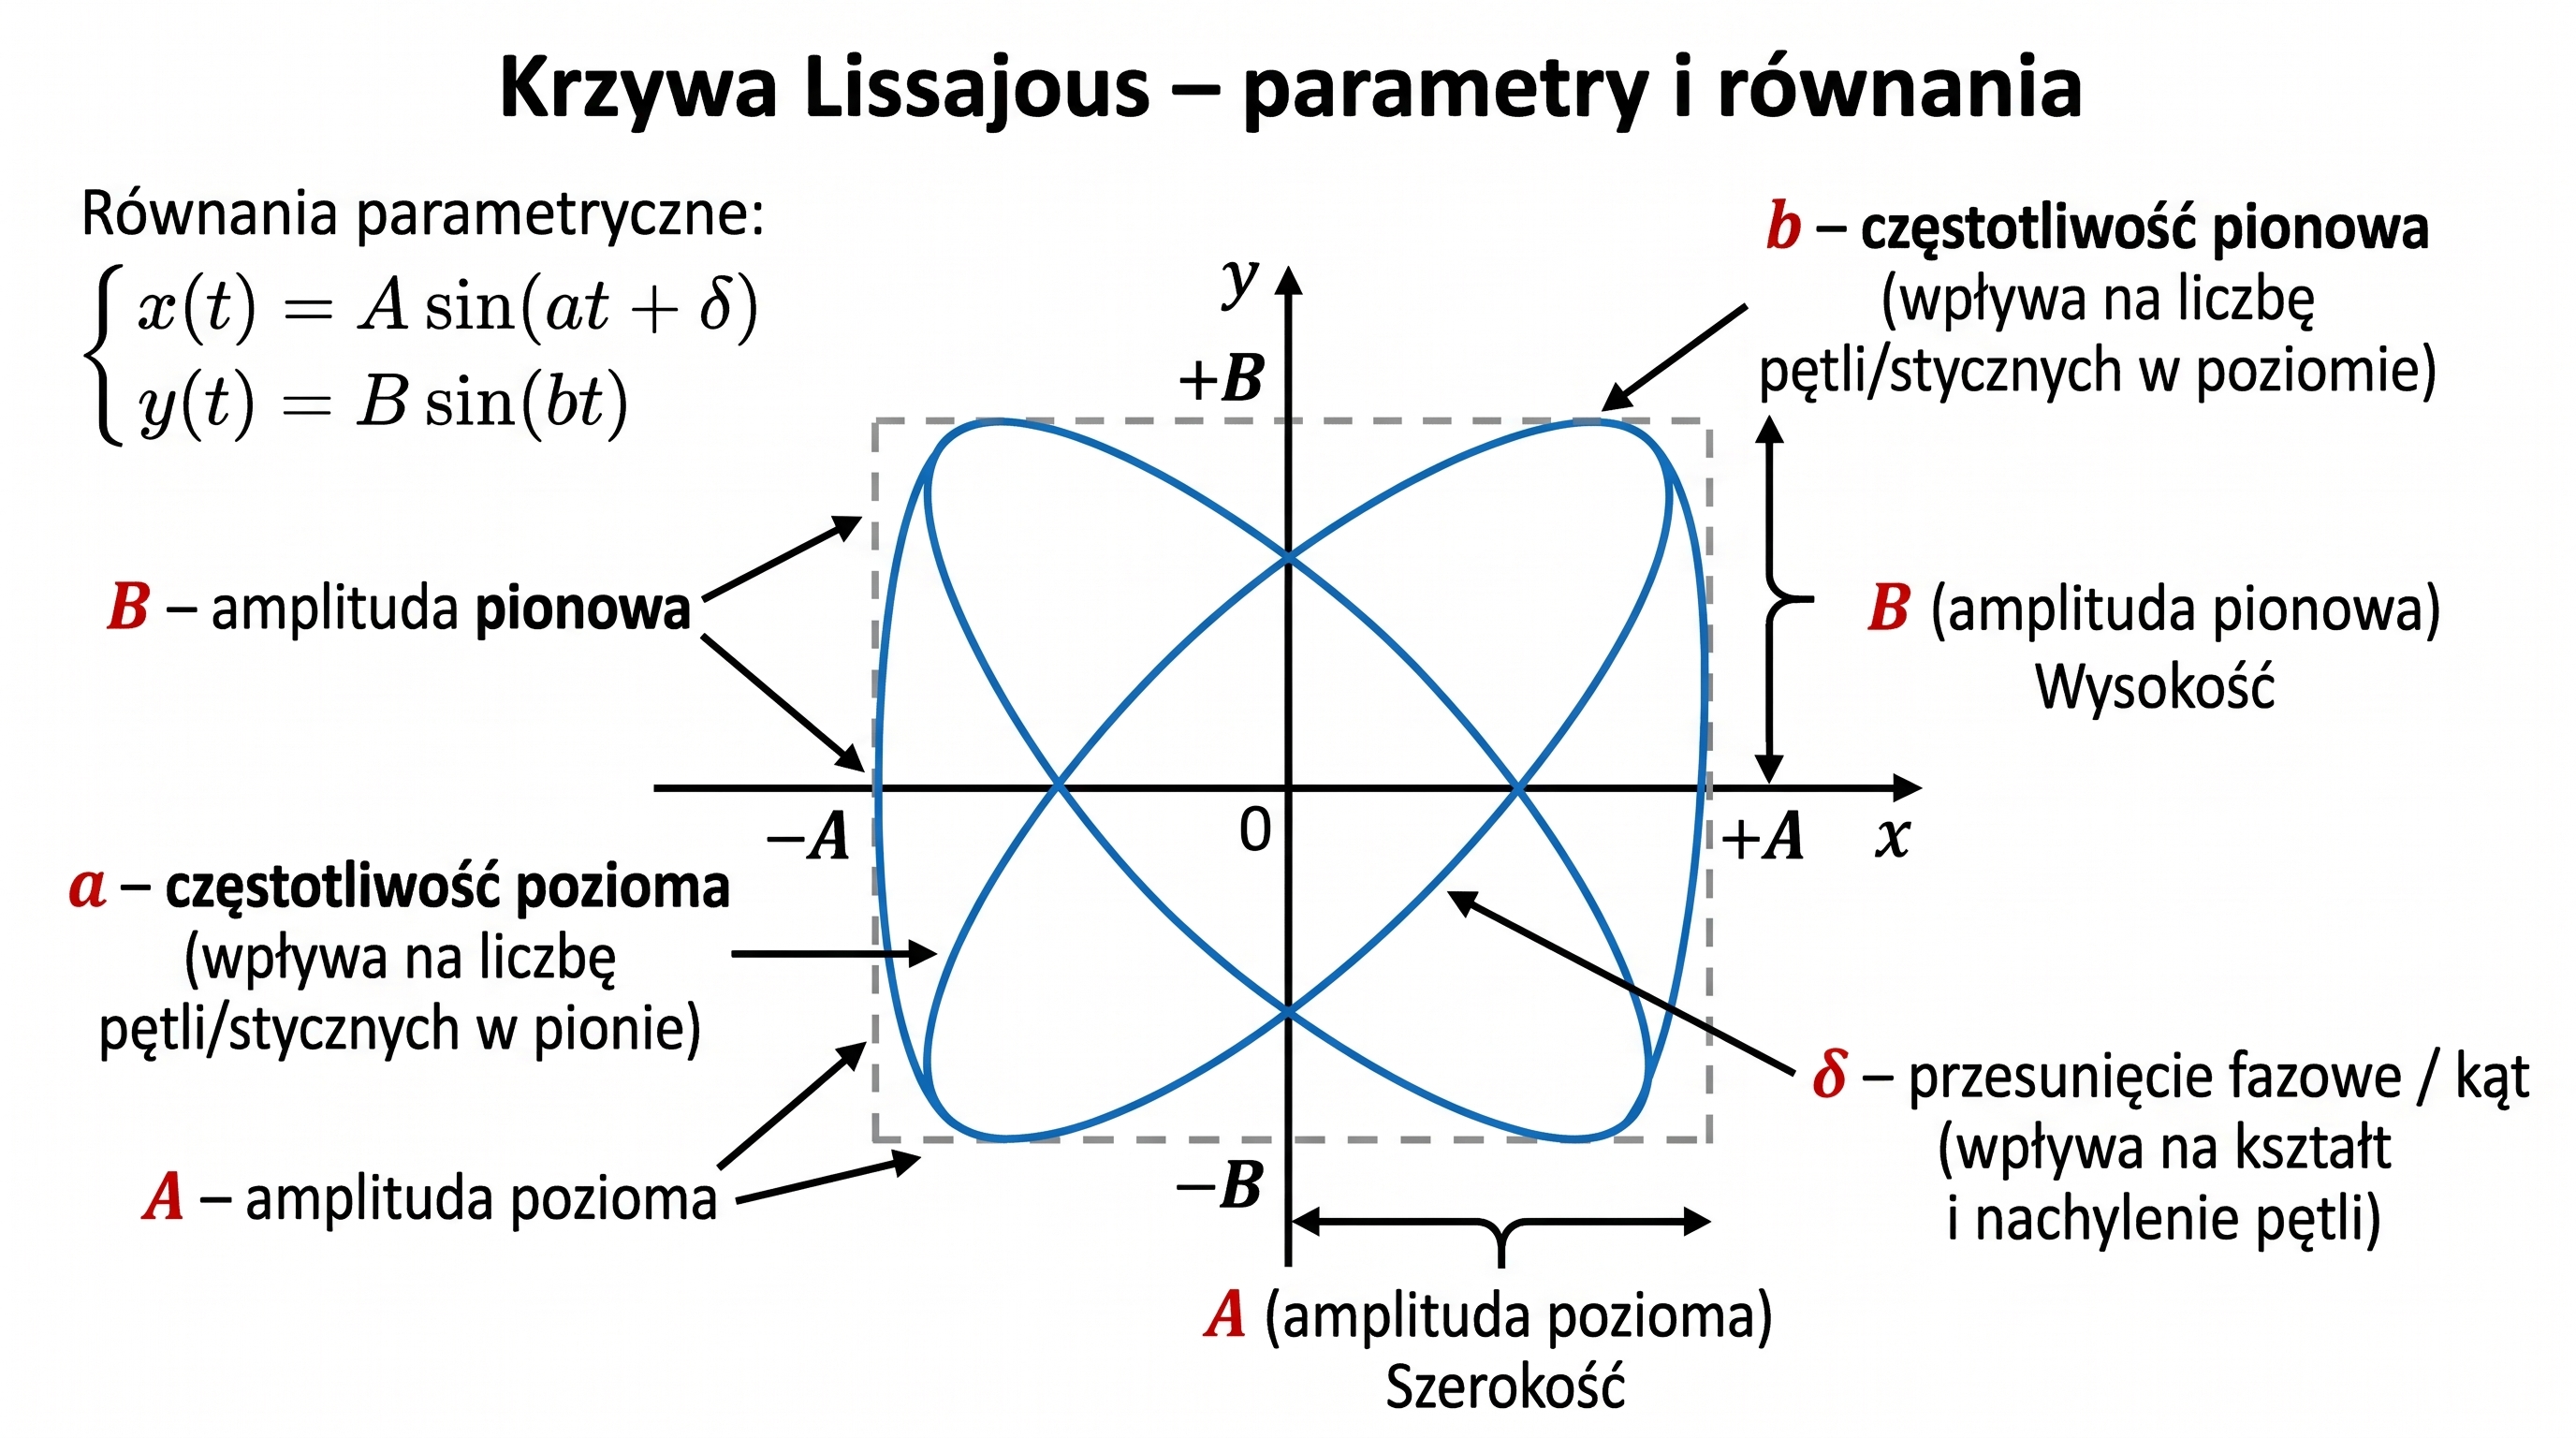 Krzywa Lissajous – parametry i równania
Równania parametryczne:
x(t) = A sin(at + δ)
y(t) = B sin(bt)
b – częstotliwość pionowa
(wpływa na liczbę
pętli/stycznych w poziomie)
y
+B
B – amplituda pionowa
B (amplituda pionowa)
Wysokość
−A
0
+A
x
a – częstotliwość pozioma
(wpływa na liczbę
pętli/stycznych w pionie)
δ – przesunięcie fazowe / kąt
(wpływa na kształt
i nachylenie pętli)
A – amplituda pozioma
−B
A (amplituda pozioma)
Szerokość